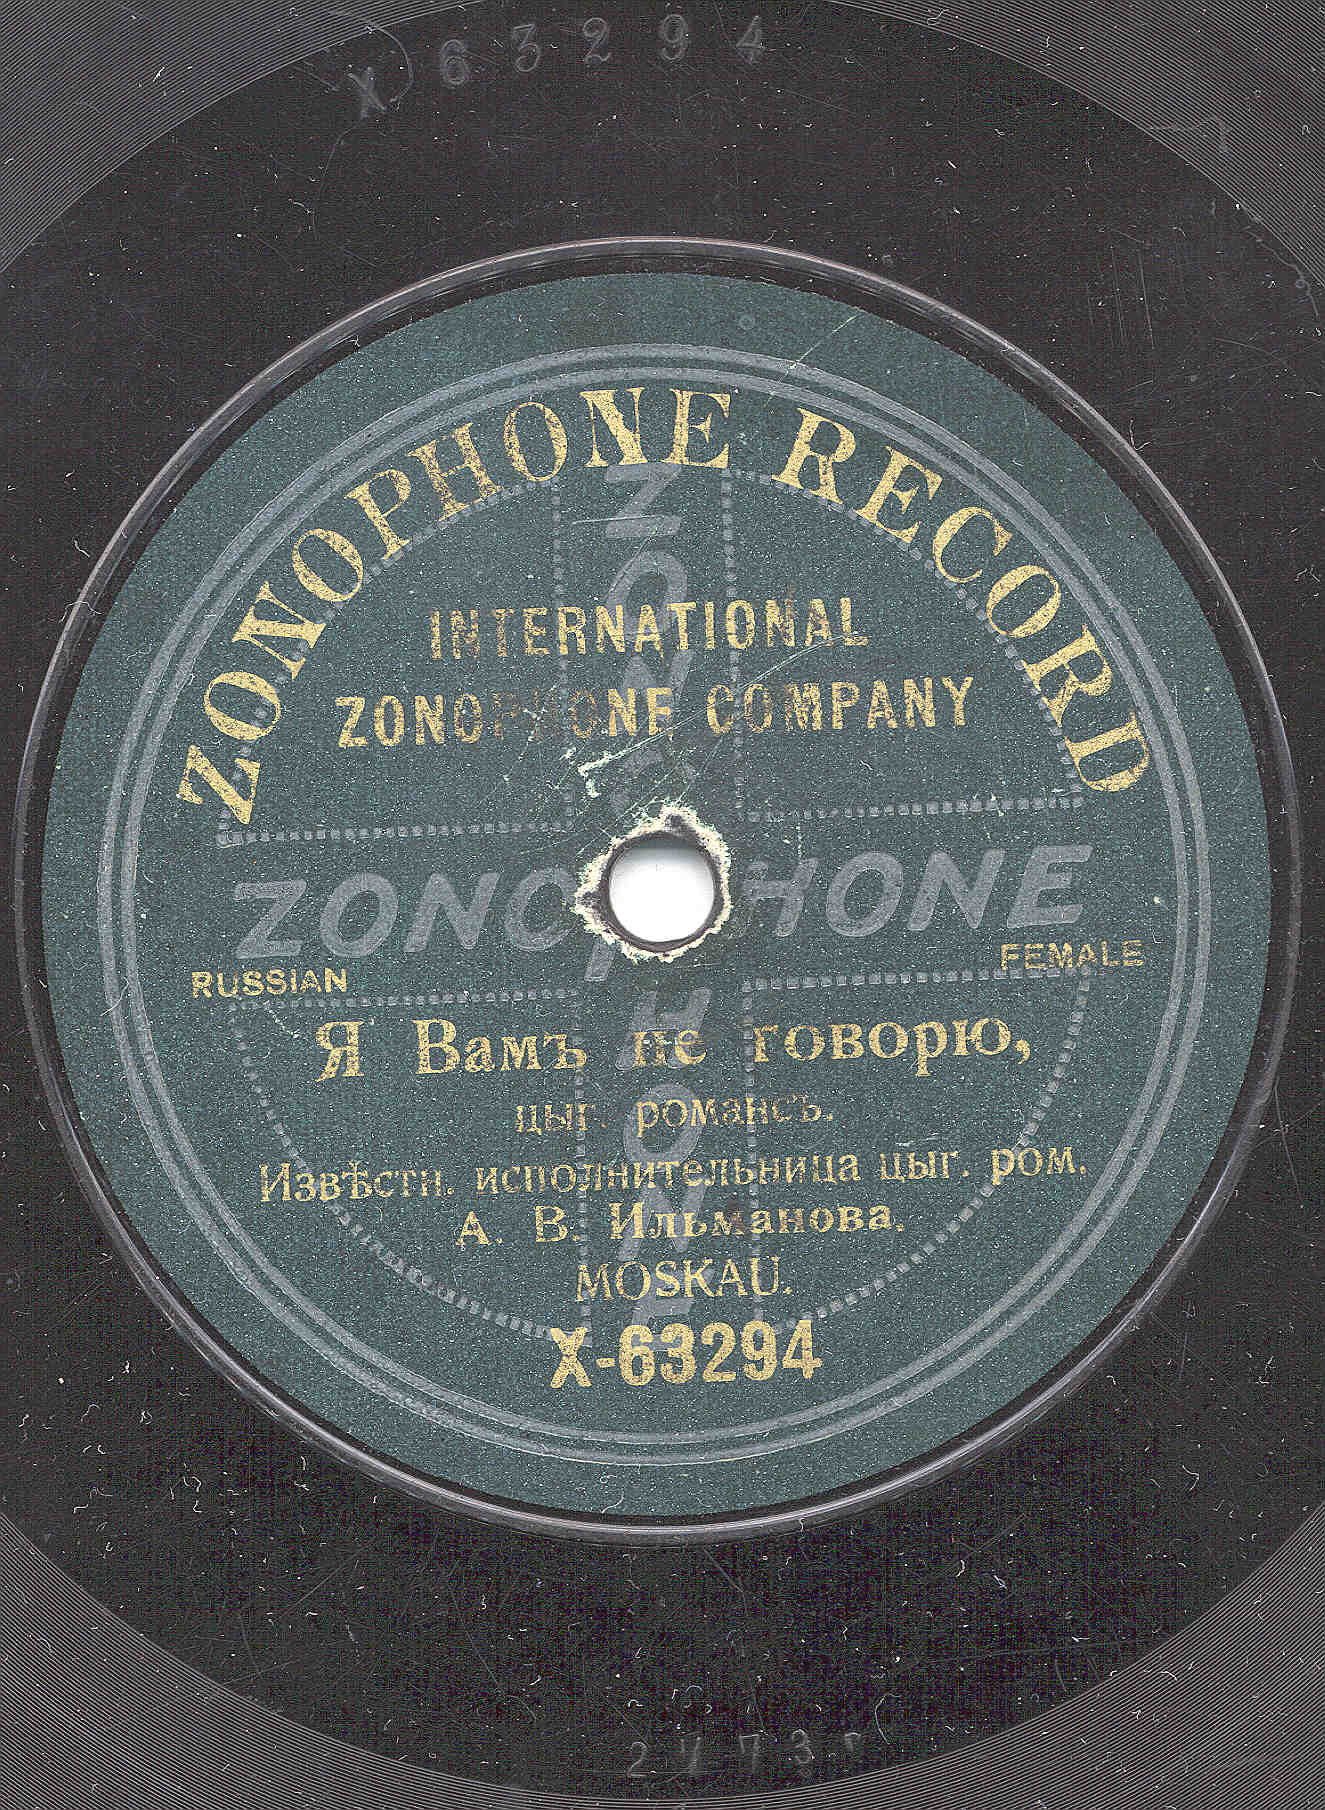 X 63294
ZONOPHONE RECORD
INTERNATIONAL
ZONOPHONE COMPANY
ZONOPHONE
ZONOPHONE
RUSSIAN
FEMALE
Я Вамъ не говорю,
цыг. романсъ.
Извѣстн. исполнительница цыг. ром.
А. В. Ильманова.
MOSKAU.
X-63294